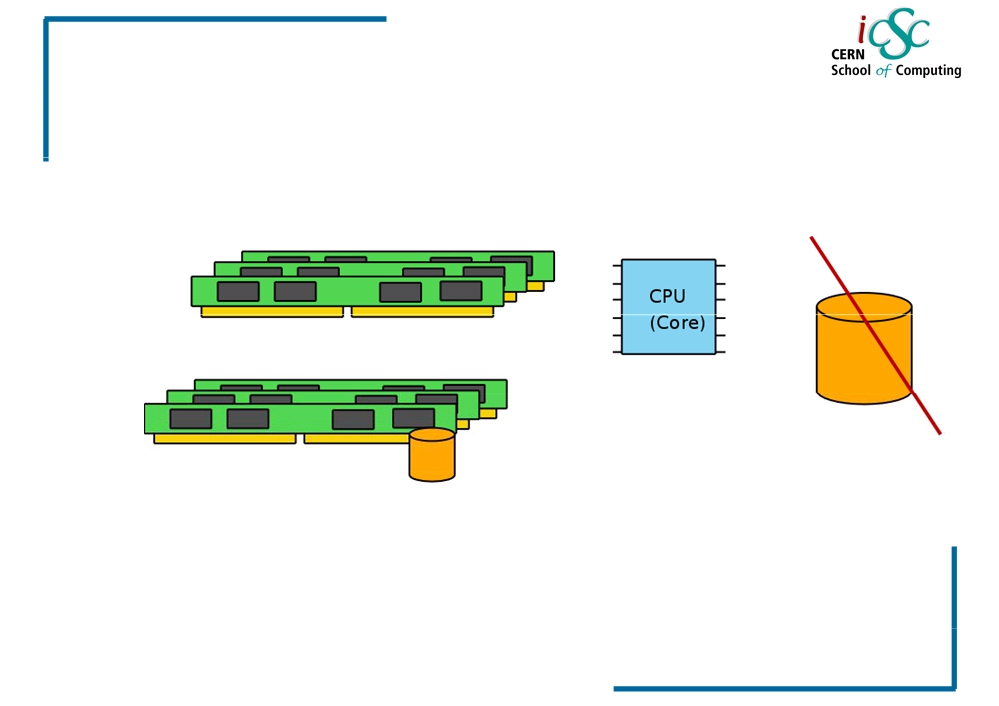 iCSC
CERN
School of Computing
CPU
(Core)